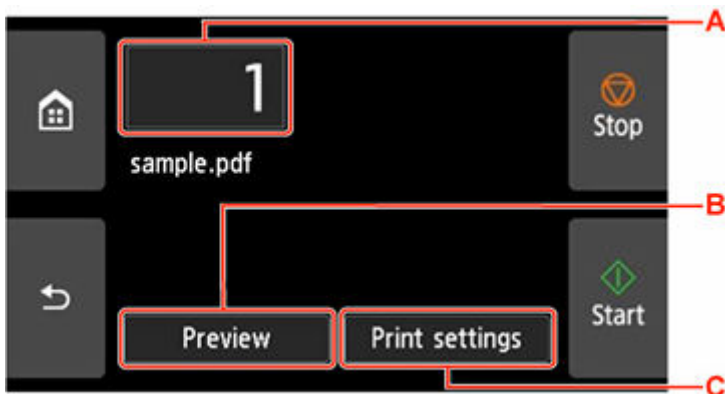 A
1
Stop
sample.pdf
B
Start
Preview
Print settings
C